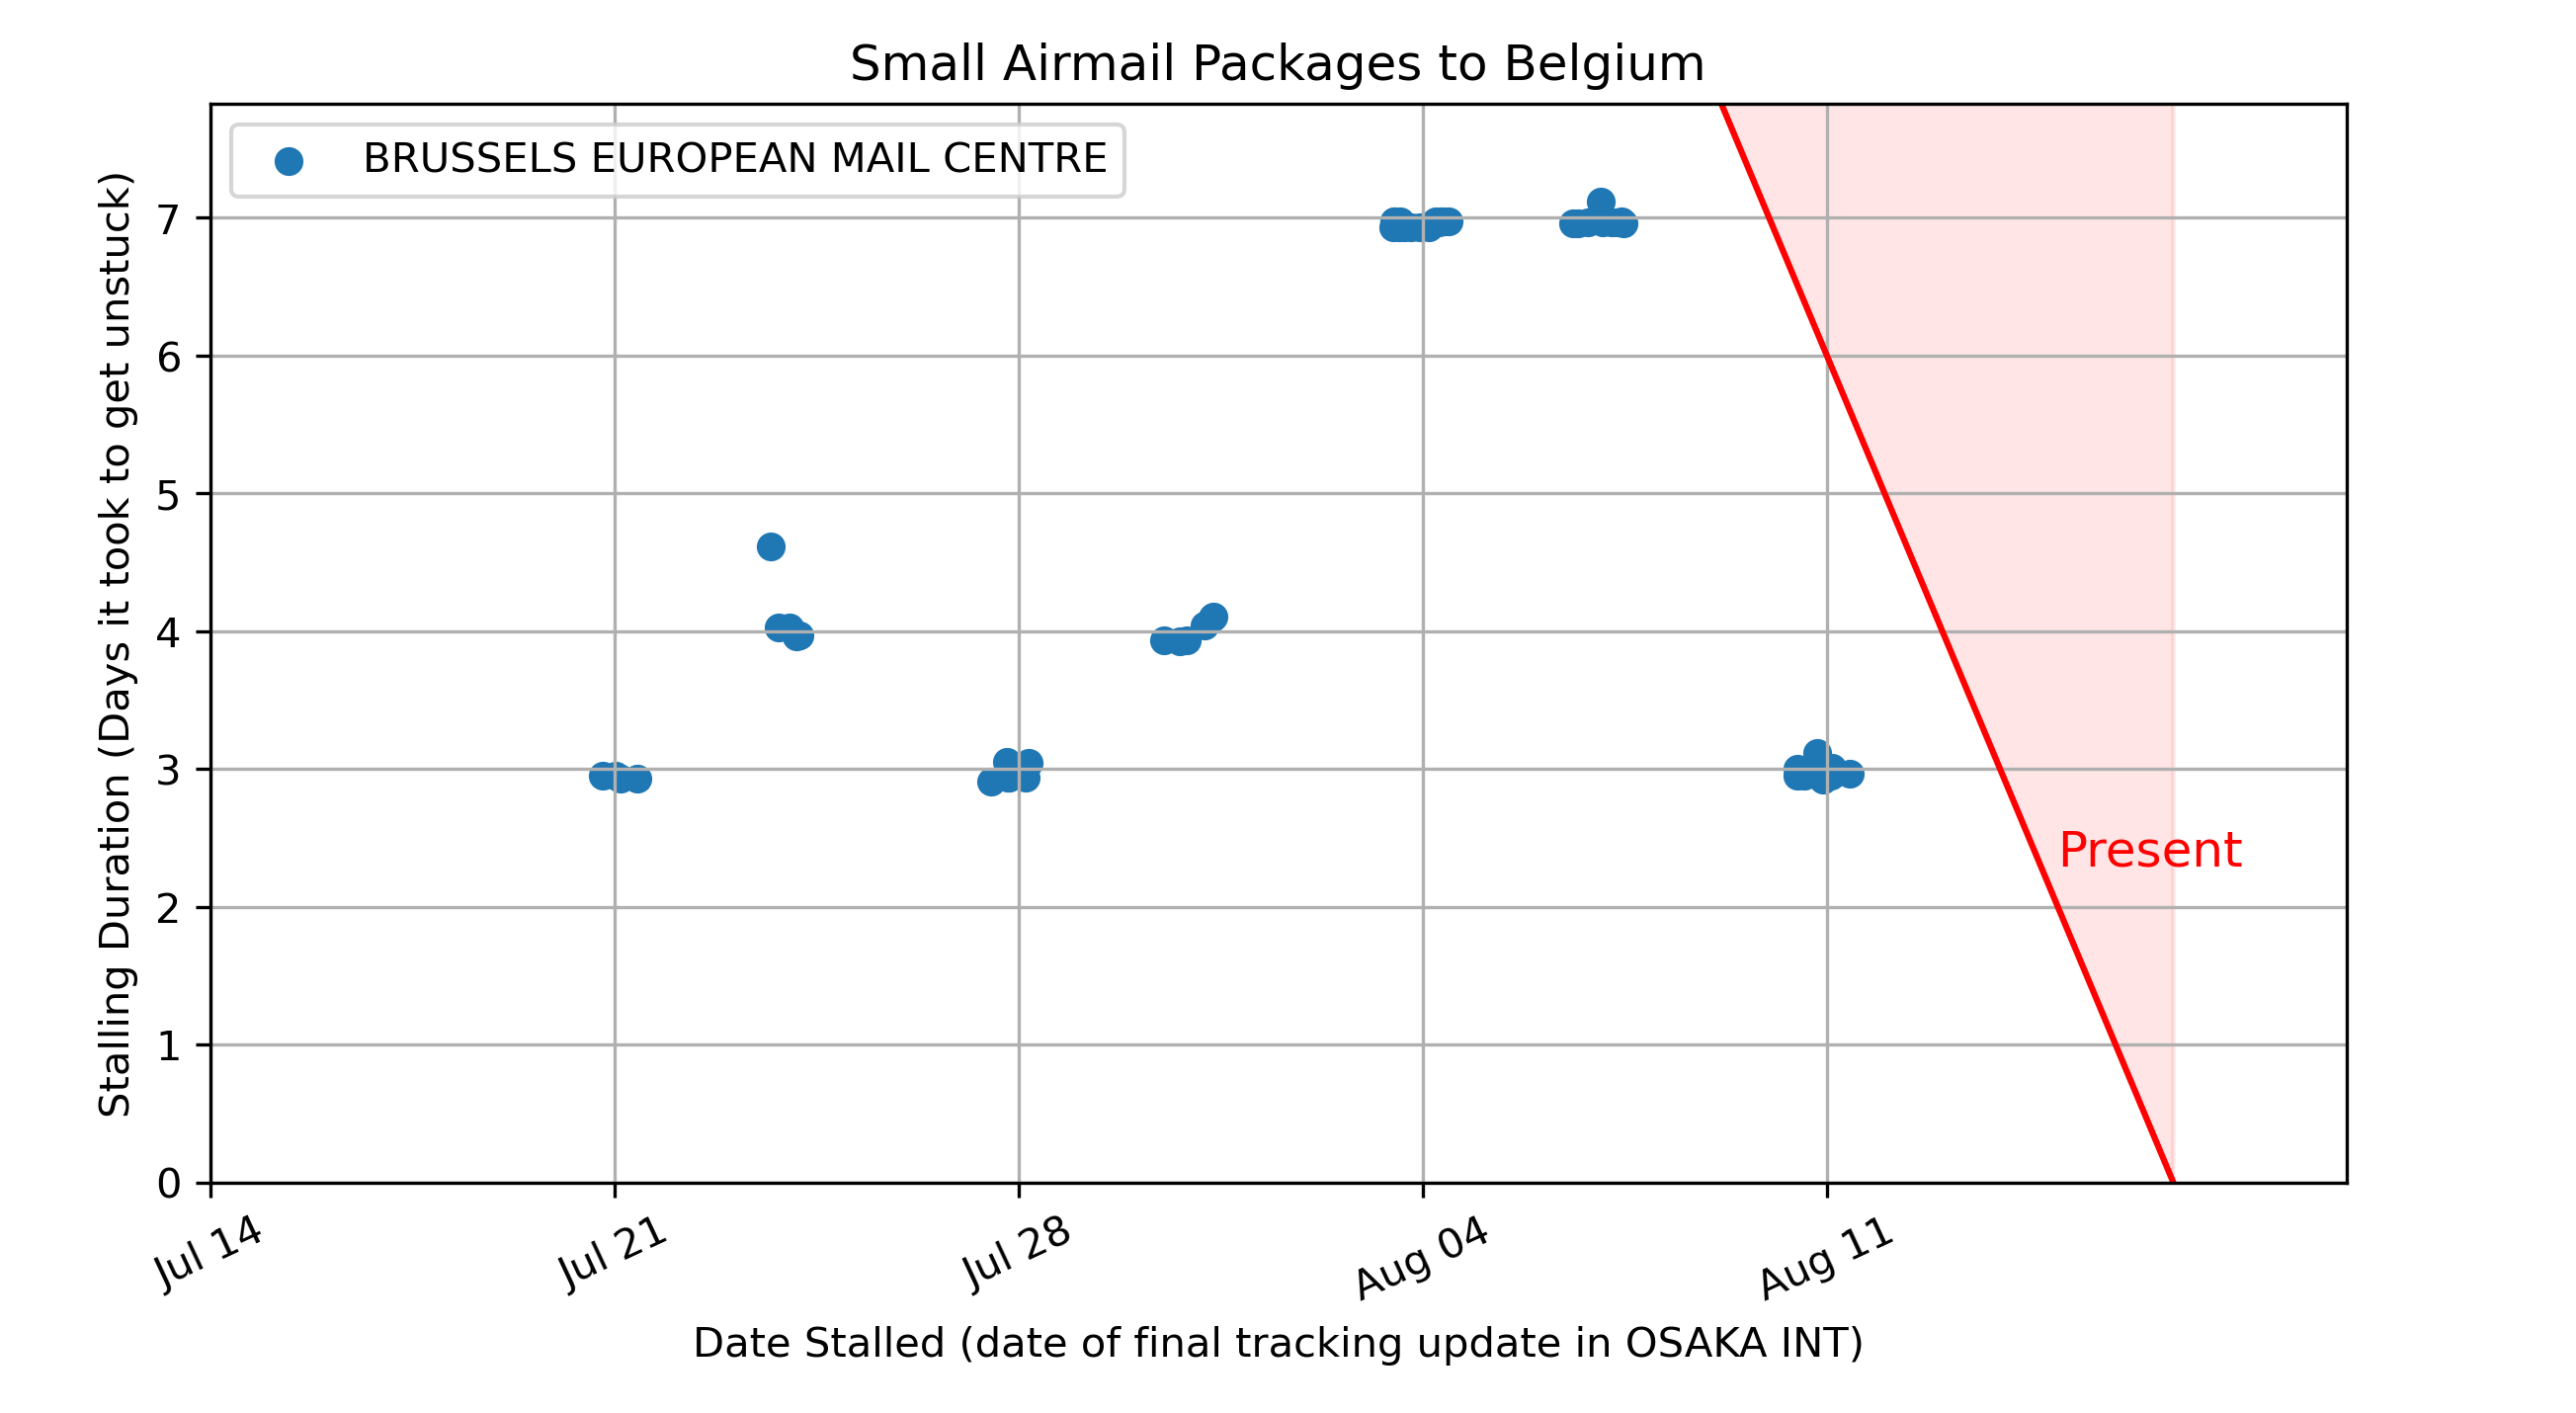 Small Airmail Packages to Belgium
BRUSSELS EUROPEAN MAIL CENTRE
Stalling Duration (Days it took to get unstuck)
7
6
5
4
3
2
1
0
Present
Jul 14
Jul 21
Jul 28
Aug 04
Aug 11
Date Stalled (date of final tracking update in OSAKA INT)